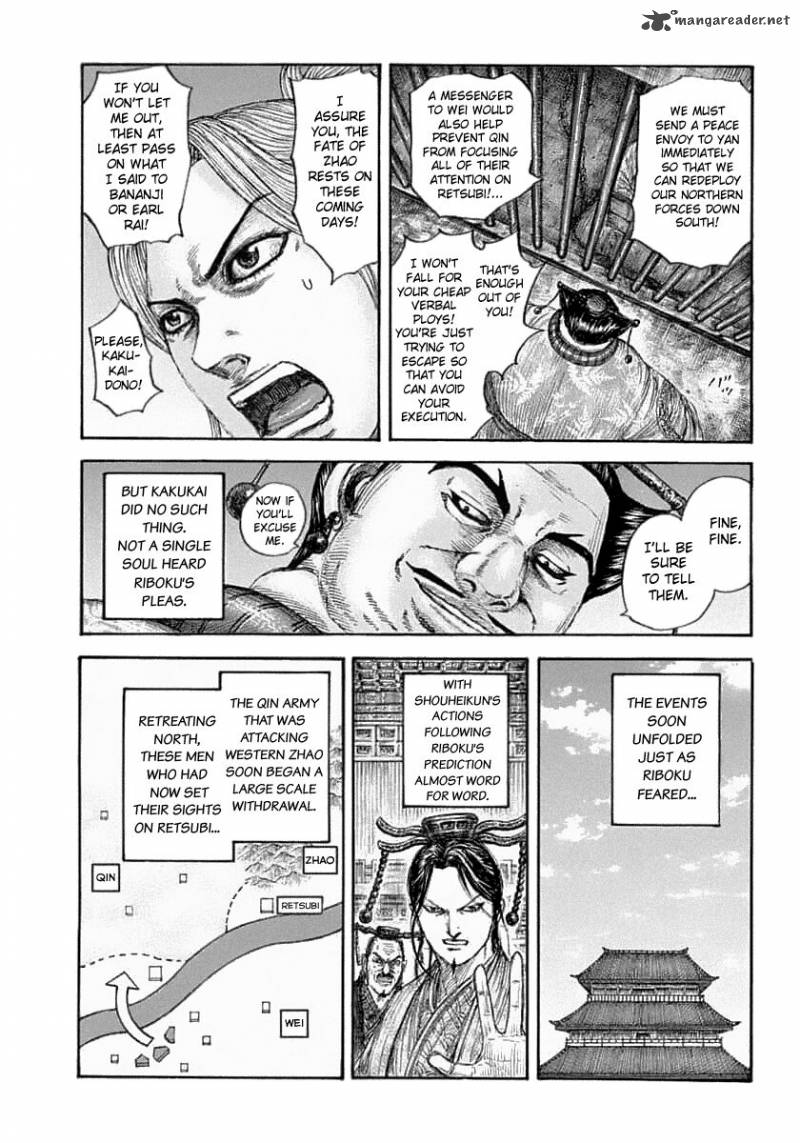 mangareader.net
WE MUST
SEND A PEACE
ENVOY TO YAN
IMMEDIATELY
SO THAT WE
CAN REDEPLOY
OUR NORTHERN
FORCES DOWN
SOUTH!
A MESSENGER
TO WEI WOULD
ALSO HELP
PREVENT QIN
FROM FOCUSING
ALL OF THEIR
ATTENTION ON
RETSUBI!...
THAT'S
ENOUGH
OUT OF
YOU!
I WON'T
FALL FOR
YOUR CHEAP
VERBAL
PLOYS!
YOU'RE JUST
TRYING TO
ESCAPE SO
THAT YOU CAN
AVOID
YOUR
EXECUTION.
バッ
I
ASSURE
YOU, THE
FATE OF
ZHAO
RESTS ON
THESE
COMING
DAYS!
IF YOU
WON'T LET
ME OUT,
THEN AT
LEAST PASS
ON WHAT
I SAID TO
BANANJI
OR EARL
RAI!
PLEASE,
KAKU-
KAI-
DONO!
FINE,
FINE.
I'LL BE
SURE
TO TELL
THEM.
NOW IF
YOU'LL
EXCUSE
ME.
BUT KAKUKAI
DID NO SUCH
THING.
NOT A SINGLE
SOUL HEARD
RIBOKU'S
PLEAS.
THE EVENTS
SOON
UNFOLDED
JUST AS
RIBOKU
FEARED...
WITH
SHOUHEIKUN'S
ACTIONS
FOLLOWING
RIBOKU'S
PREDICTION
ALMOST WORD
FOR WORD.
THE QIN ARMY
THAT WAS
ATTACKING
WESTERN ZHAO
SOON BEGAN A
LARGE SCALE
WITHDRAWAL.
RETREATING
NORTH,
THESE MEN
WHO HAD
NOW SET
THEIR SIGHTS
ON RETSUBI...
ZHAO
QIN
RETSUBI
WEI